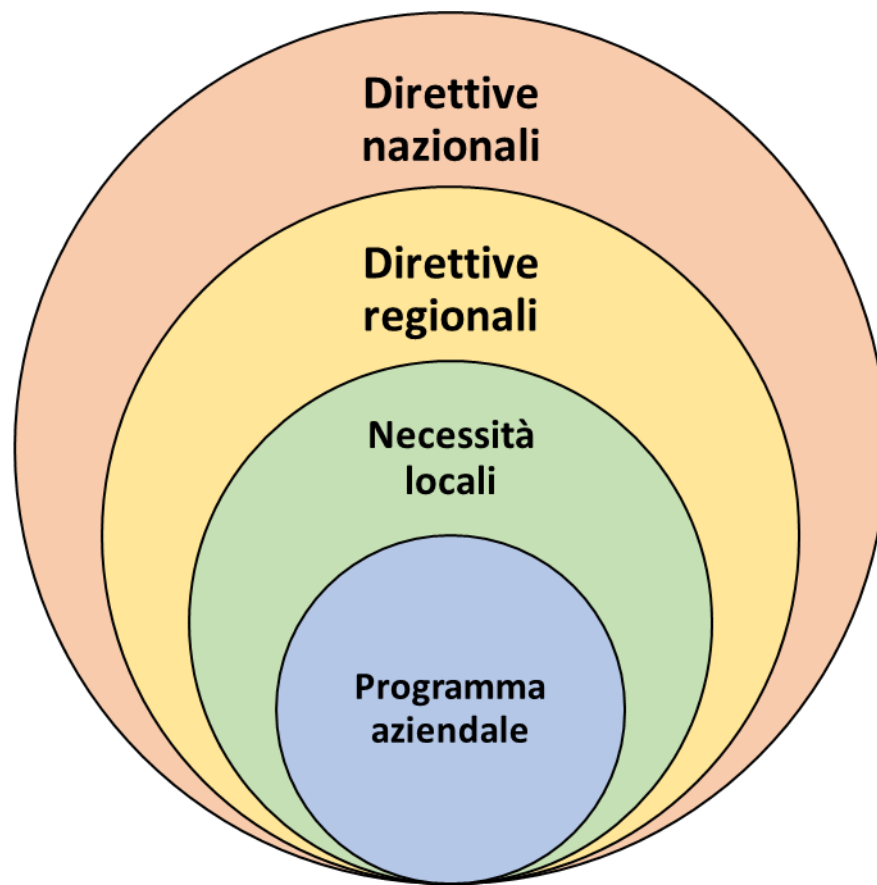 Direttive
nazionali
Direttive
regionali
Necessità
locali
Programma
aziendale